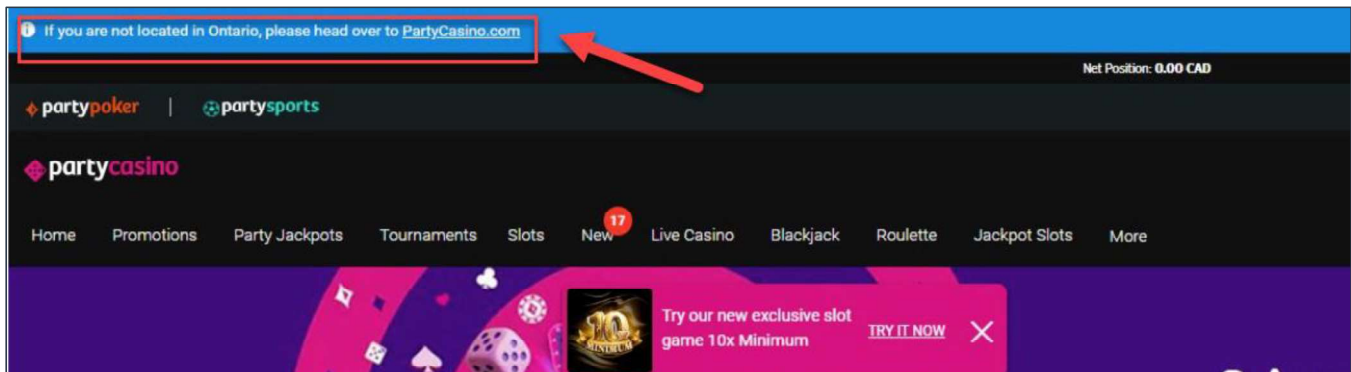 If you are not located in Ontario, please head over to PartyCasino.com
Net Position: 0.00 CAD
partypoker | partysports
partycasino
Home Promotions Party Jackpots Tournaments Slots New 17 Live Casino Blackjack Roulette Jackpot Slots More
10
MINIMUM
Try our new exclusive slot
game 10x Minimum
TRY IT NOW